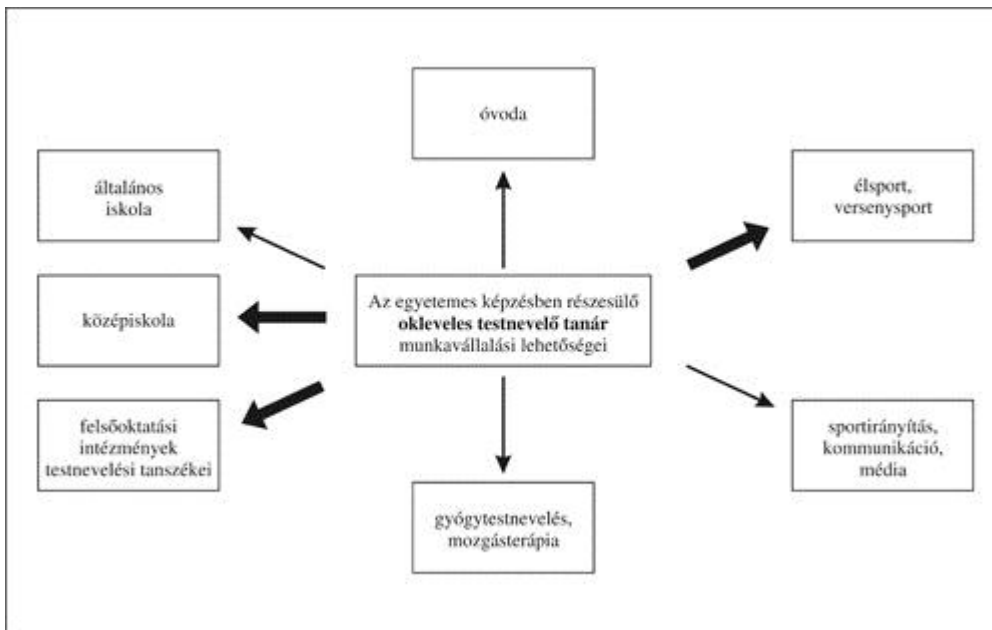 óvoda
általános
iskola
élsport,
versenysport
középiskola
Az egyetemes képzésben részesülő
okleveles testnevelő tanár
munkavállalási lehetőségei
felsőoktatási
intézmények
testnevelési tanszékei
sportirányítás,
kommunikáció,
média
gyógytestnevelés,
mozgásterápia